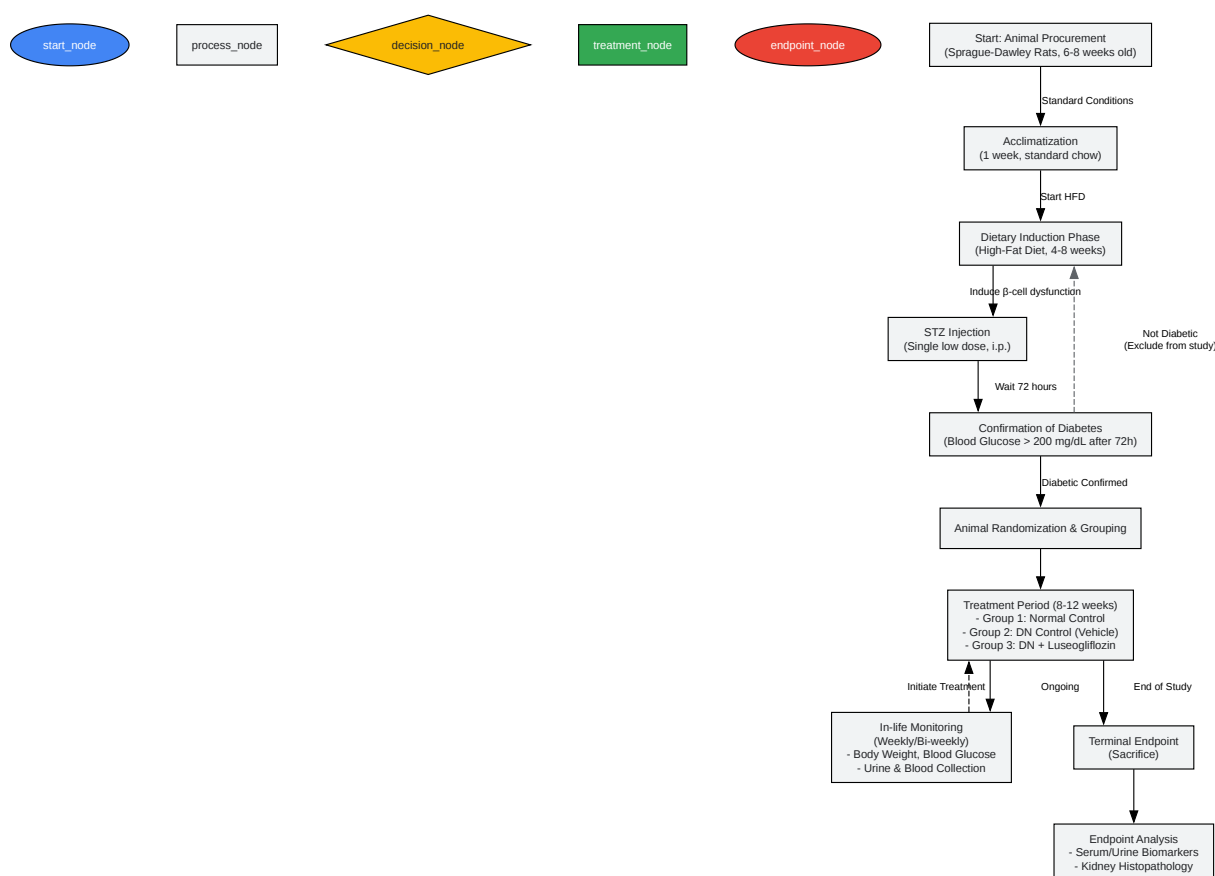 start_node
process_node
decision_node
treatment_node
endpoint_node
Start: Animal Procurement
(Sprague-Dawley Rats, 6-8 weeks old)
Standard Conditions
Acclimatization
(1 week, standard chow)
Start HFD
Dietary Induction Phase
(High-Fat Diet, 4-8 weeks)
Induce β-cell dysfunction
STZ Injection
(Single low dose, i.p.)
Not Diabetic
(Exclude from study)
Wait 72 hours
Confirmation of Diabetes
(Blood Glucose > 200 mg/dL after 72h)
Diabetic Confirmed
Animal Randomization & Grouping
Treatment Period (8-12 weeks)
- Group 1: Normal Control
- Group 2: DN Control (Vehicle)
- Group 3: DN + Luseogliflozin
Initiate Treatment
Ongoing
End of Study
In-life Monitoring
(Weekly/Bi-weekly)
- Body Weight, Blood Glucose
- Urine & Blood Collection
Terminal Endpoint
(Sacrifice)
Endpoint Analysis
- Serum/Urine Biomarkers
- Kidney Histopathology